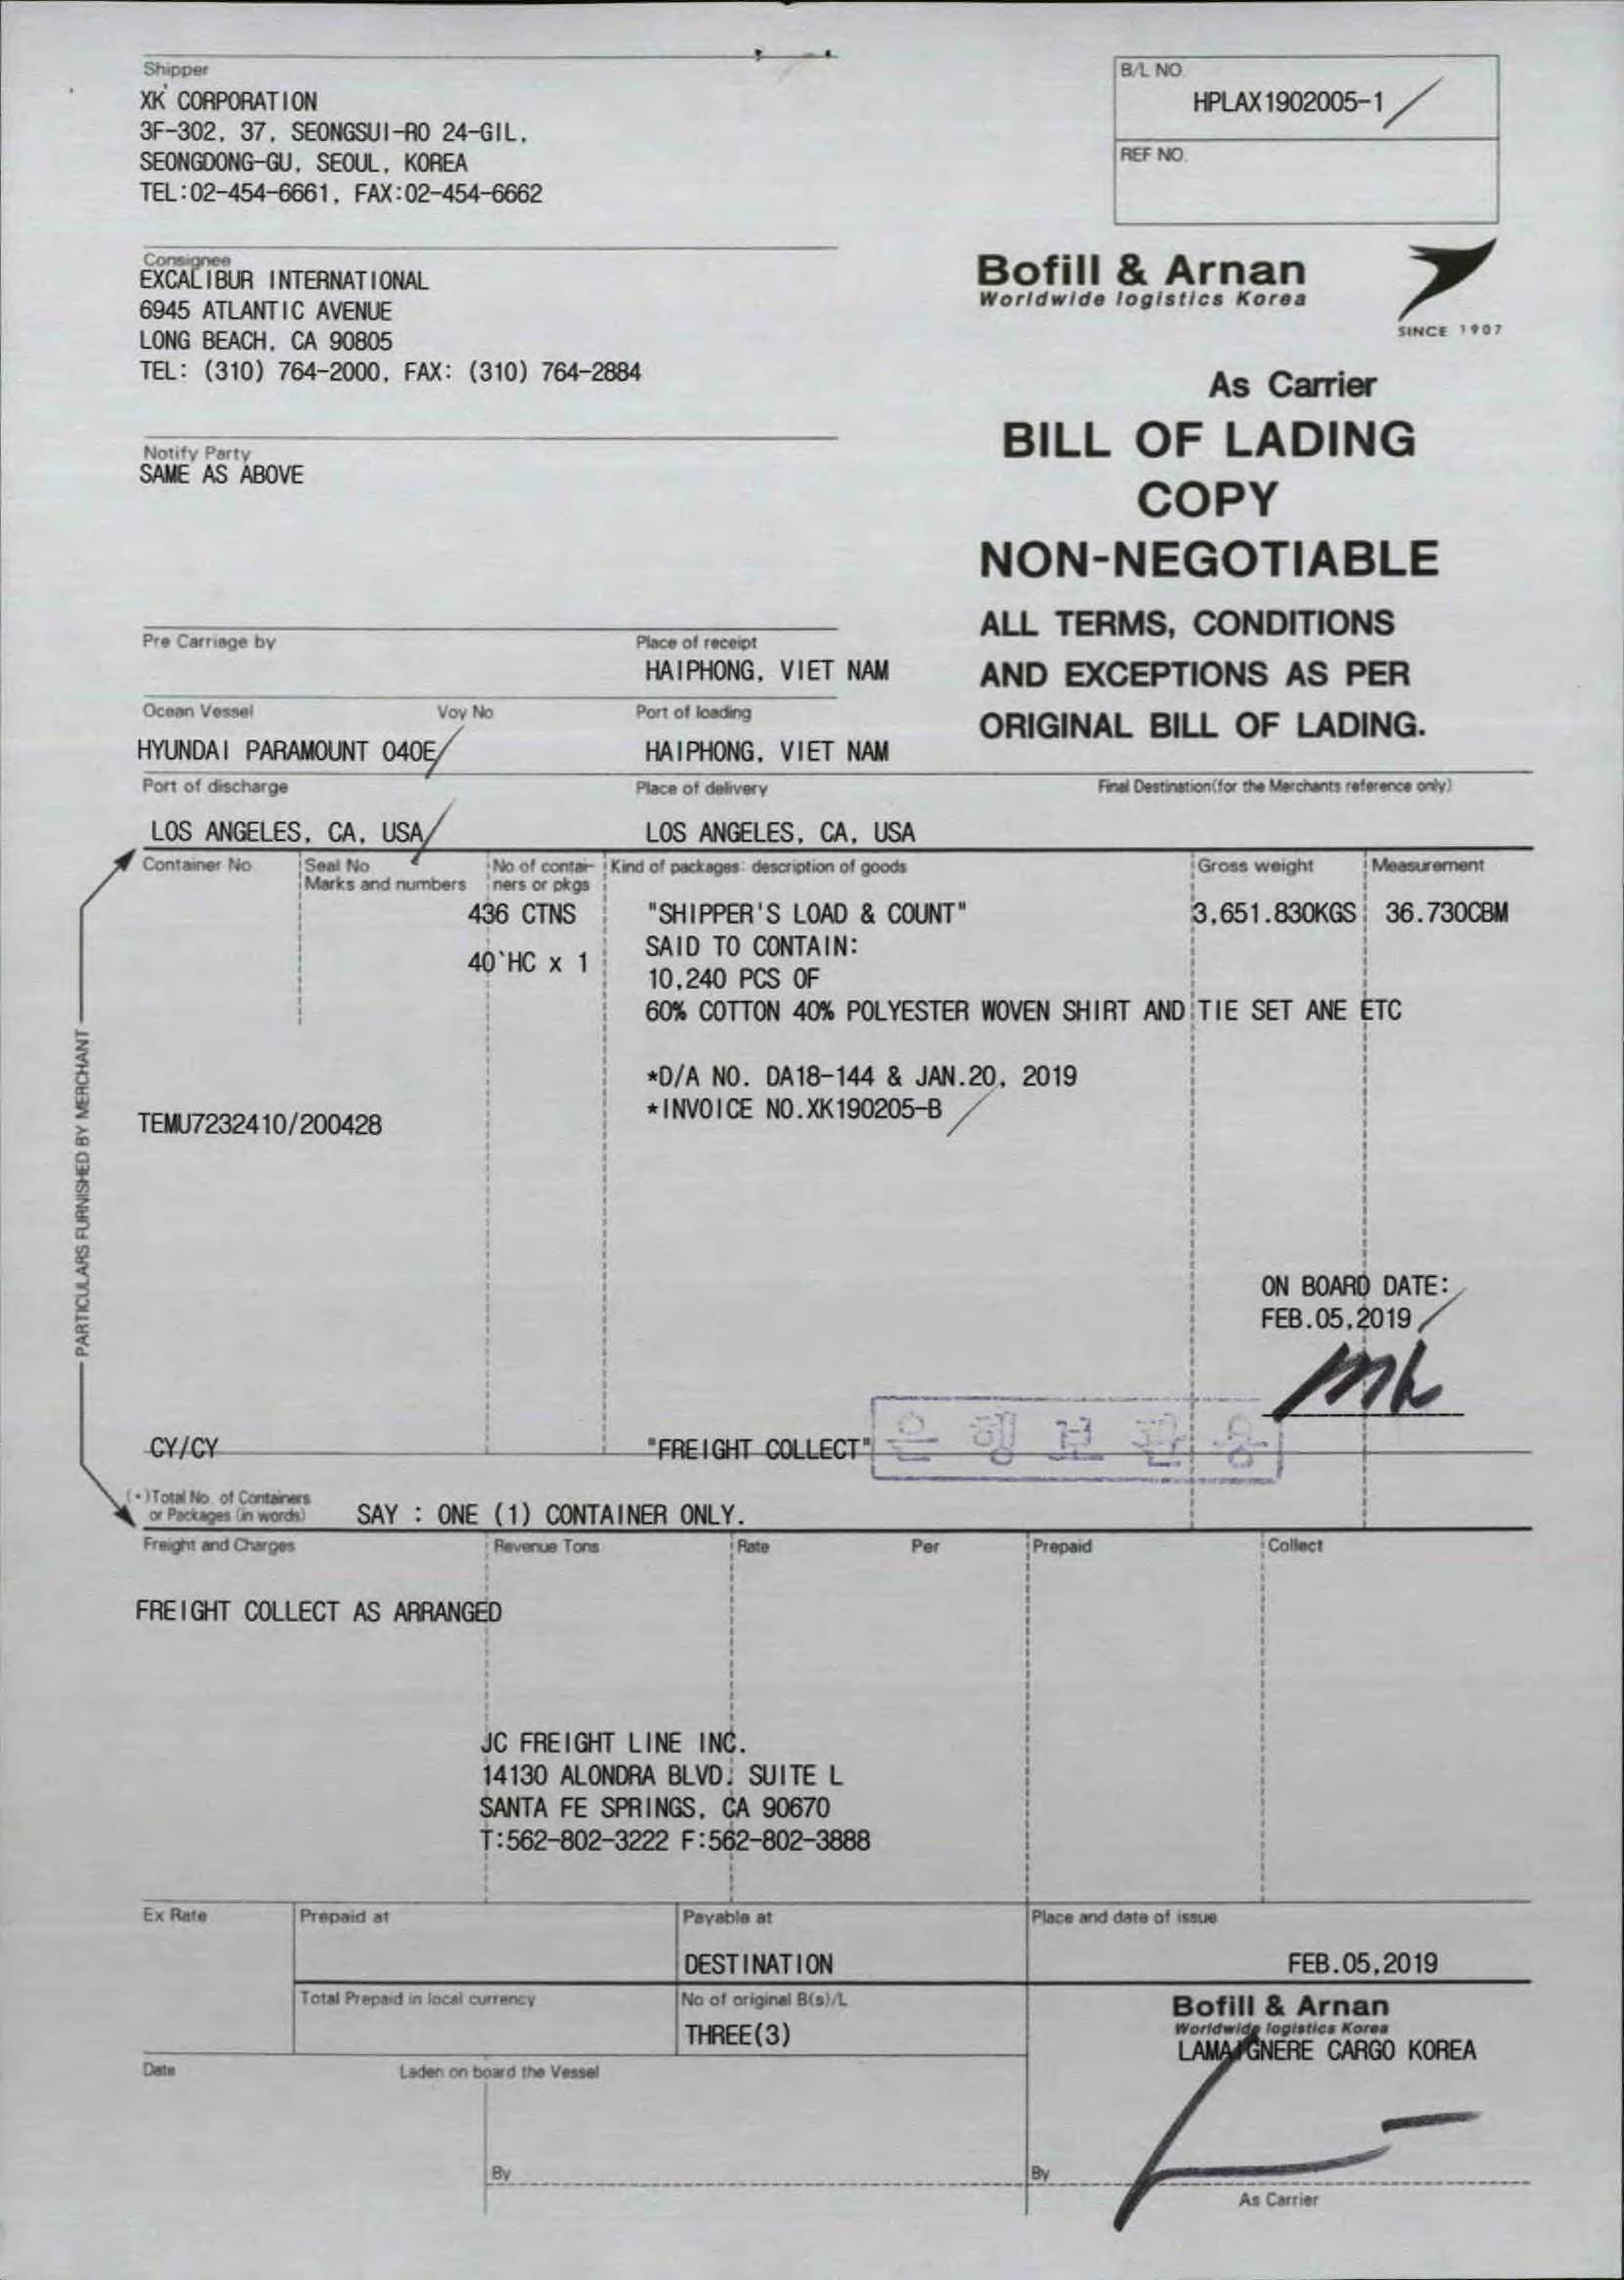 Shipper
XK CORPORATION
3F-302, 37, SEONGSUI-RO 24-GIL,
SEONGDONG-GU, SEOUL, KOREA
TEL:02-454-6661, FAX:02-454-6662
B/L NO.
HPLAX1902005-1
REF NO.
Consignee
EXCALIBUR INTERNATIONAL
6945 ATLANTIC AVENUE
LONG BEACH, CA 90805
TEL: (310) 764-2000, FAX: (310) 764-2884
Bofill & Arnan
Worldwide logistics Korea
SINCE 1907
As Carrier
BILL OF LADING
COPY
NON-NEGOTIABLE
ALL TERMS, CONDITIONS
AND EXCEPTIONS AS PER
ORIGINAL BILL OF LADING.
Notify Party
SAME AS ABOVE
Pre Carriage by Place of receipt
HAIPHONG, VIET NAM
Ocean Vessel Voy No Port of loading
HYUNDAI PARAMOUNT 040E HAIPHONG, VIET NAM
Port of discharge Place of delivery Final Destination(for the Merchants reference only)
LOS ANGELES, CA, USA LOS ANGELES, CA, USA
Container No Seal No Marks and numbers No of contai-ners or pkgs Kind of packages: description of goods Gross weight Measurement
436 CTNS "SHIPPER'S LOAD & COUNT" 3,651.830KGS 36.730CBM
SAID TO CONTAIN:
40`HC x 1
10,240 PCS OF
60% COTTON 40% POLYESTER WOVEN SHIRT AND TIE SET ANE ETC
*D/A NO. DA18-144 & JAN.20, 2019
*INVOICE NO.XK190205-B
TEMU7232410/200428
PARTICULARS FURNISHED BY MERCHANT
ON BOARD DATE:
FEB.05,2019
CY/CY "FREIGHT COLLECT" 은행보관용
(*)Total No. of Containers
or Packages (in words) SAY : ONE (1) CONTAINER ONLY.
Freight and Charges Revenue Tons Rate Per Prepaid Collect
FREIGHT COLLECT AS ARRANGED
JC FREIGHT LINE INC.
14130 ALONDRA BLVD. SUITE L
SANTA FE SPRINGS, CA 90670
T:562-802-3222 F:562-802-3888
Ex Rate Prepaid at Payable at Place and date of issue
DESTINATION FEB.05,2019
Total Prepaid in local currency No of original B(s)/L
THREE(3)
Bofill & Arnan
Worldwide logistics Korea
LAMAIGNERE CARGO KOREA
Date Laden on board the Vessel
By By
As Carrier